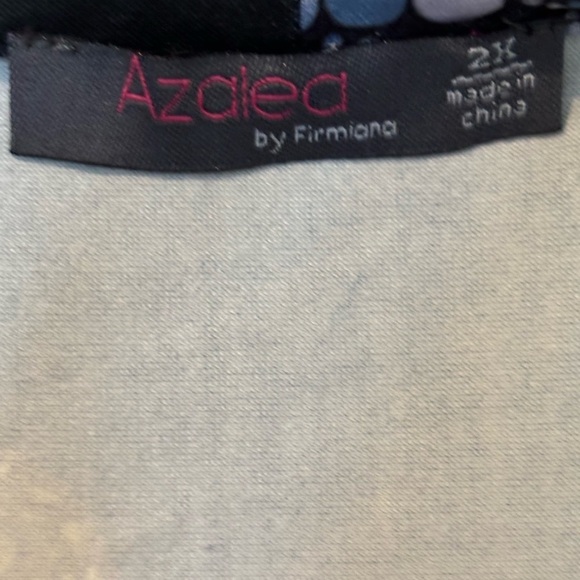 Azalea
by Firmiana
2X
made in
china